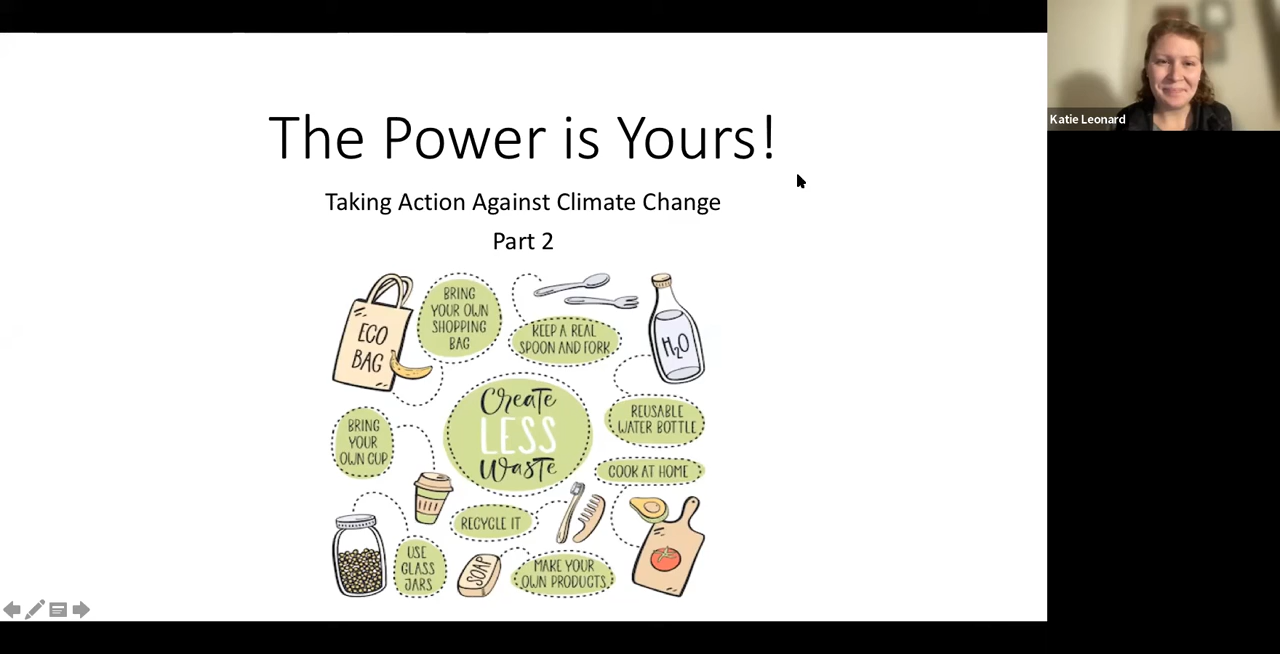 The Power is Yours!
Katie Leonard
Taking Action Against Climate Change
Part 2
ECO
BAG
BRING
YOUR OWN
SHOPPING
BAG
KEEP A REAL
SPOON AND FORK
H2O
Create
LESS
Waste
REUSABLE
WATER BOTTLE
BRING
YOUR
OWN CUP
COOK AT HOME
RECYCLE IT
USE
GLASS
JARS
SOAP
MAKE YOUR
OWN PRODUCTS